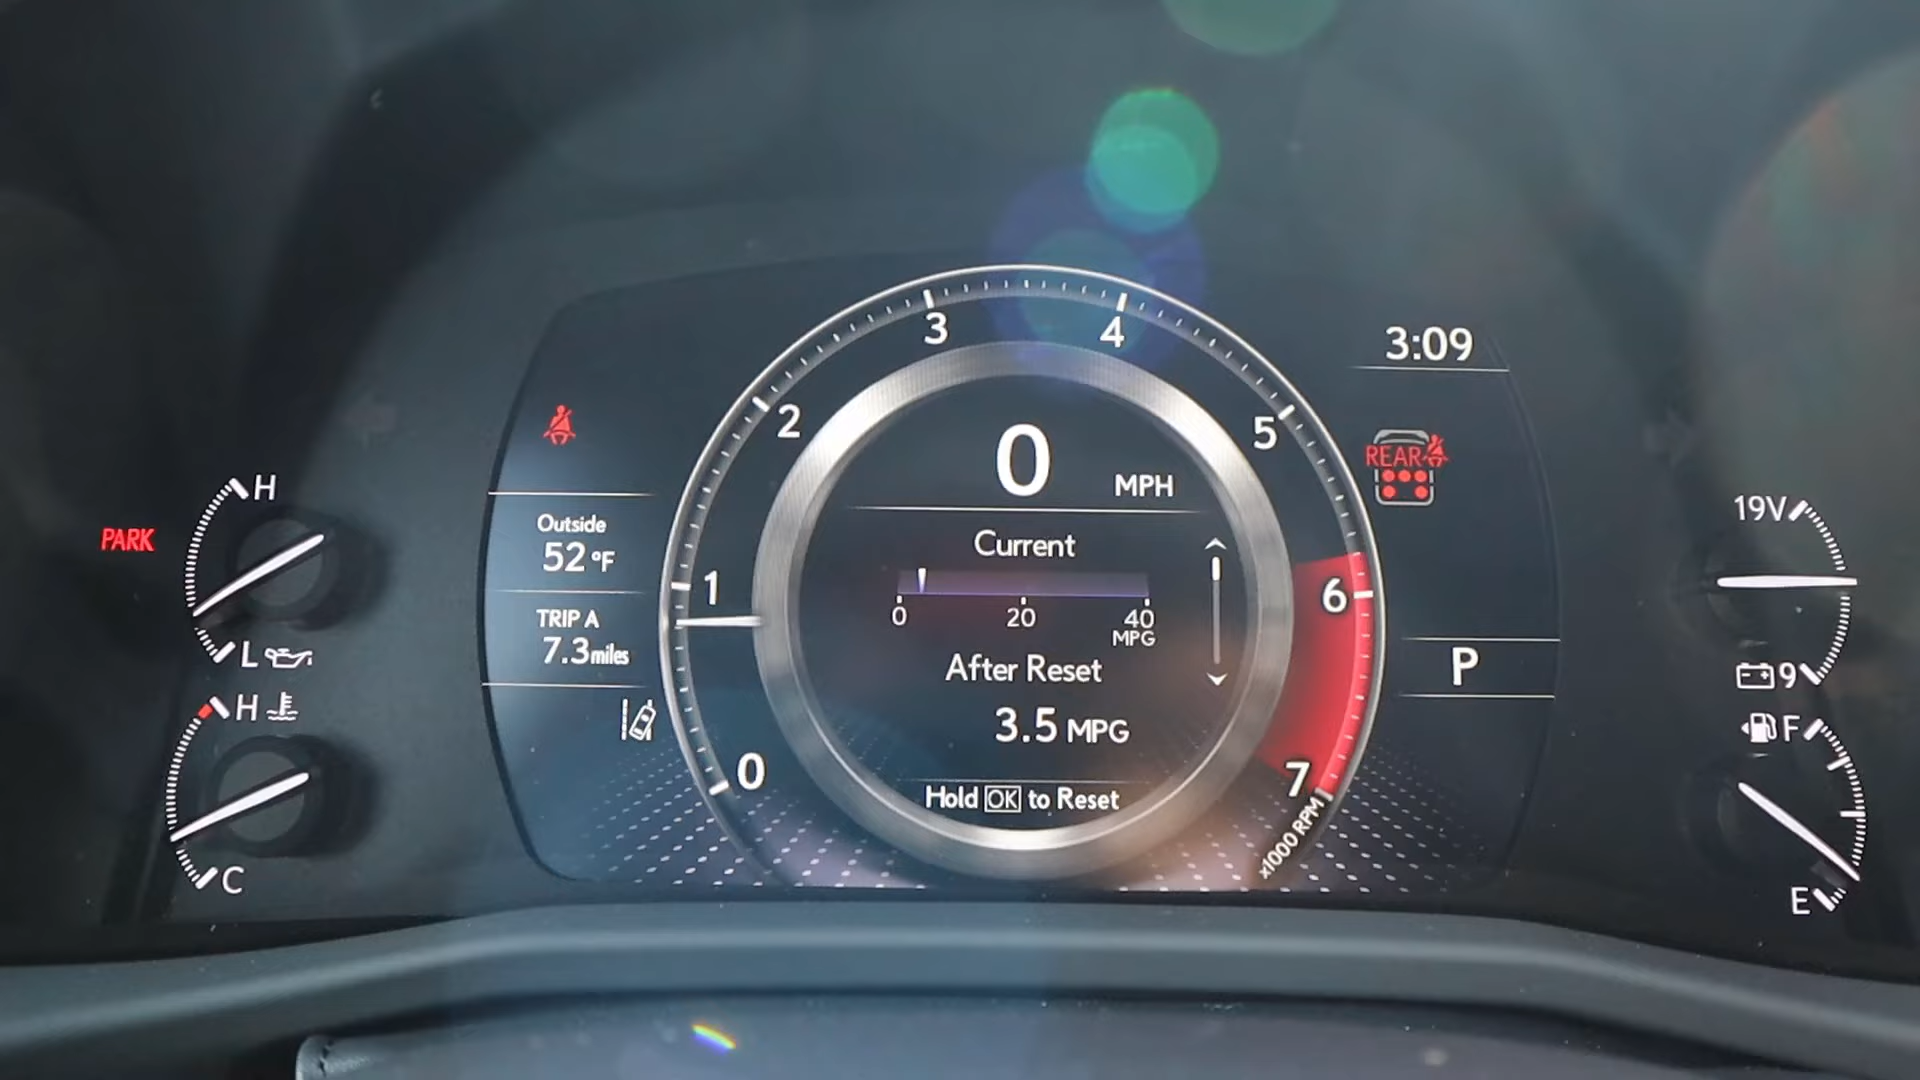 PARK
H
L
H
C
Outside
52 °F
TRIP A
7.3 miles
0
1
2
3
4
5
6
7
x1000 RPM
0 MPH
Current
0 20 40
MPG
After Reset
3.5 MPG
Hold OK to Reset
3:09
REAR
P
19V
9
F
E